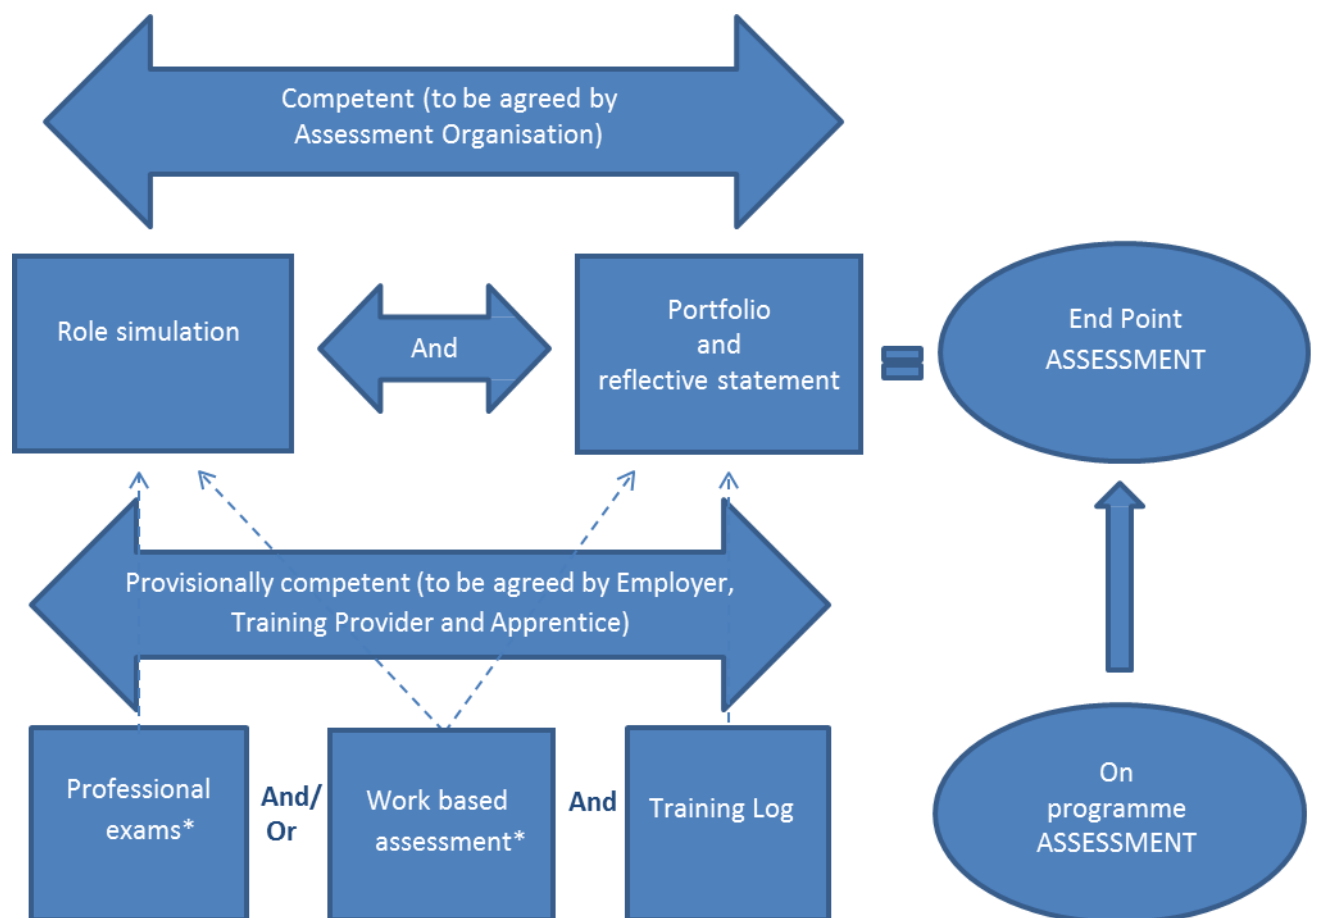 Competent (to be agreed by
Assessment Organisation)
Role simulation
And
Portfolio
and
reflective statement
End Point
ASSESSMENT
Provisionally competent (to be agreed by Employer,
Training Provider and Apprentice)
Professional
exams*
And/
Or
Work based
assessment*
And
Training Log
On
programme
ASSESSMENT